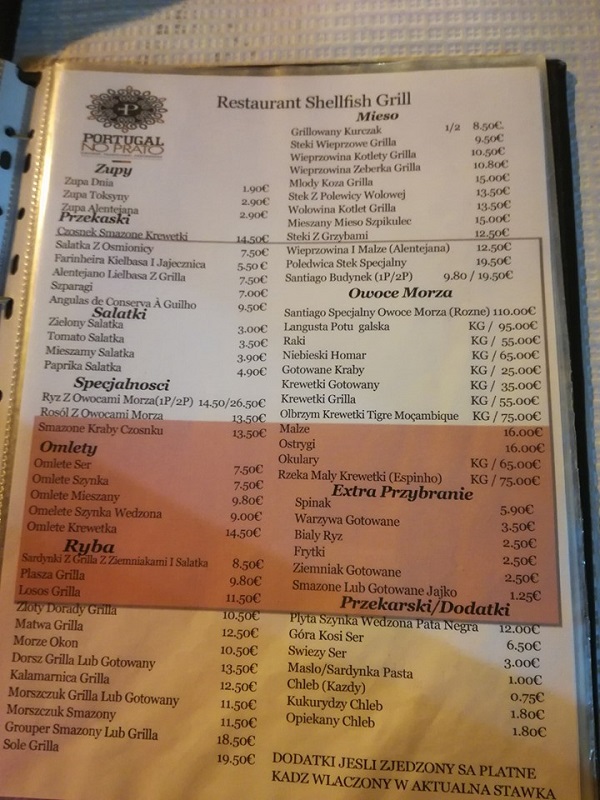 PORTUGAL
NO PRATO
Restaurant Shellfish Grill
Zupy
Zupa Dnia 1.90€
Zupa Toksyny 2.90€
Zupa Alentejana 2.90€
Przekaski
Czosnek Smazone Krewetki 14.50€
Salatka Z Osmionicy 7.50€
Farinheira Kielbasa I Jajecznica 5.50 €
Alentejano Lielbasa Z Grilla 7.50€
Szparagi 7.00€
Angulas de Conserva À Guilho 9.50€
Salatki
Zielony Salatka 3.00€
Tomato Salatka 3.50€
Mieszamy Salatka 3.90€
Paprika Salatka 4.90€
Specjalnosci
Ryz Z Owocami Morza(1P/2P) 14.50/26.50€
Rosól Z Owocami Morza 13.50€
Smazone Kraby Czosnku 13.50€
Omlety
Omlete Ser 7.50€
Omlete Szynka 7.50€
Omlete Mieszany 9.80€
Omelete Szynka Wedzona 9.00€
Omlete Krewetka 14.50€
Ryba
Sardynki Z Grilla Z Ziemniakami I Salatka 8.50€
Plasza Grilla 9.80€
Losos Grilla 11.50€
Zloty Dorady Grilla 10.50€
Matwa Grilla 12.50€
Morze Okon 10.50€
Dorsz Grilla Lub Gotowany 13.50€
Kalamarnica Grilla 12.50€
Morszczuk Grilla Lub Gotowany 11.50€
Morszczuk Smazony 11.50€
Grouper Smazony Lub Grilla 18.50€
Sole Grilla 19.50€
Mieso
Grillowany Kurczak 1/2 8.50€.
Steki Wieprzowe Grilla 9.50€
Wieprzowina Kotlety Grilla 10.50€
Wieprzowina Zeberka Grilla 10.80€
Mlody Koza Grilla 15.00€
Stek Z Polewicy Wolowej 13.50€
Wolowina Kotlet Grilla 13.50€
Mieszany Mieso Szpikulec 15.00€
Steki Z Grzybami 12.50€
Wieprzowina I Malze (Alentejana) 12.50€
Poledwica Stek Specjalny 19.50€
Santiago Budynek (1P/2P) 9.80 / 19.50€
Owoce Morza
Santiago Specjalny Owoce Morza (Rozne) 110.00€
Langusta Potu galska KG / 95.00€
Raki KG / 55.00€
Niebieski Homar KG / 65.00€
Gotowane Kraby KG / 25.00€
Krewetki Gotowany KG / 35.00€
Krewetki Grilla KG / 55.00€
Olbrzym Krewetki Tigre Moçambique KG / 75.00€
Malze 16.00€
Ostrygi 16.00€
Okulary KG / 65.00€
Rzeka Maly Krewetki (Espinho) KG / 75.00€
Extra Przybranie
Spinak 5.90€
Warzywa Gotowane 3.50€
Bialy Ryz 2.50€
Frytki 2.50€
Ziemniak Gotowane 2.50€
Smazone Lub Gotowane Jajko 1.25€
Przekarski/Dodatki
Plyta Szynka Wedzona Pata Negra 12.00€
Góra Kosi Ser 6.50€
Swiezy Ser 3.00€
Maslo/Sardynka Pasta 1.00€
Chleb (Kazdy) 0.75€
Kukurydzy Chleb 1.80€
Opiekany Chleb 1.80€
DODATKI JESLI ZJEDZONY SA PLATNE
KADZ WLACZONY W AKTUALNA STAWKA